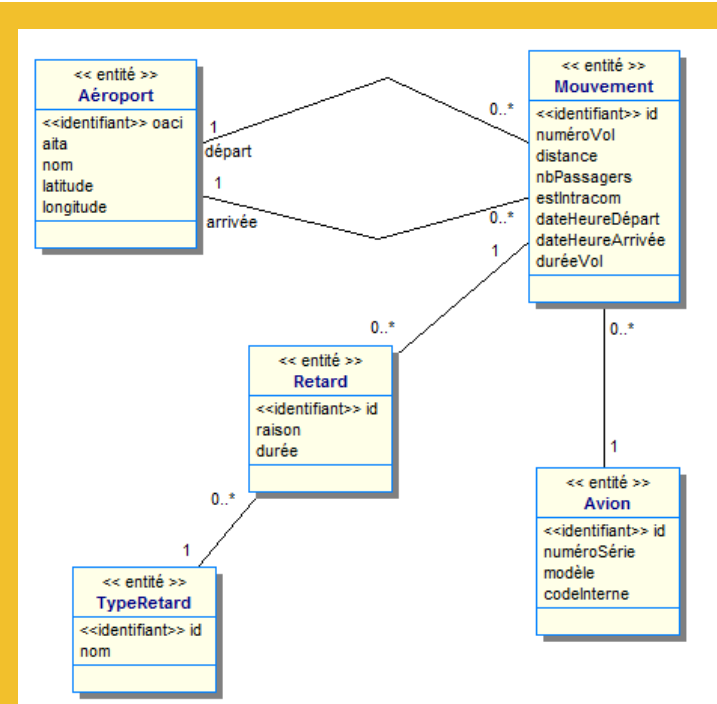 << entité >>
Aéroport
<<identifiant>> oaci
aita
nom
latitude
longitude
1
départ
1
arrivée
0..*
0..*
<< entité >>
Mouvement
<<identifiant>> id
numéroVol
distance
nbPassagers
estIntracom
dateHeureDépart
dateHeureArrivée
duréeVol
1
0..*
0..*
1
<< entité >>
Retard
<<identifiant>> id
raison
durée
0..*
1
<< entité >>
Avion
<<identifiant>> id
numéroSérie
modèle
codeInterne
<< entité >>
TypeRetard
<<identifiant>> id
nom